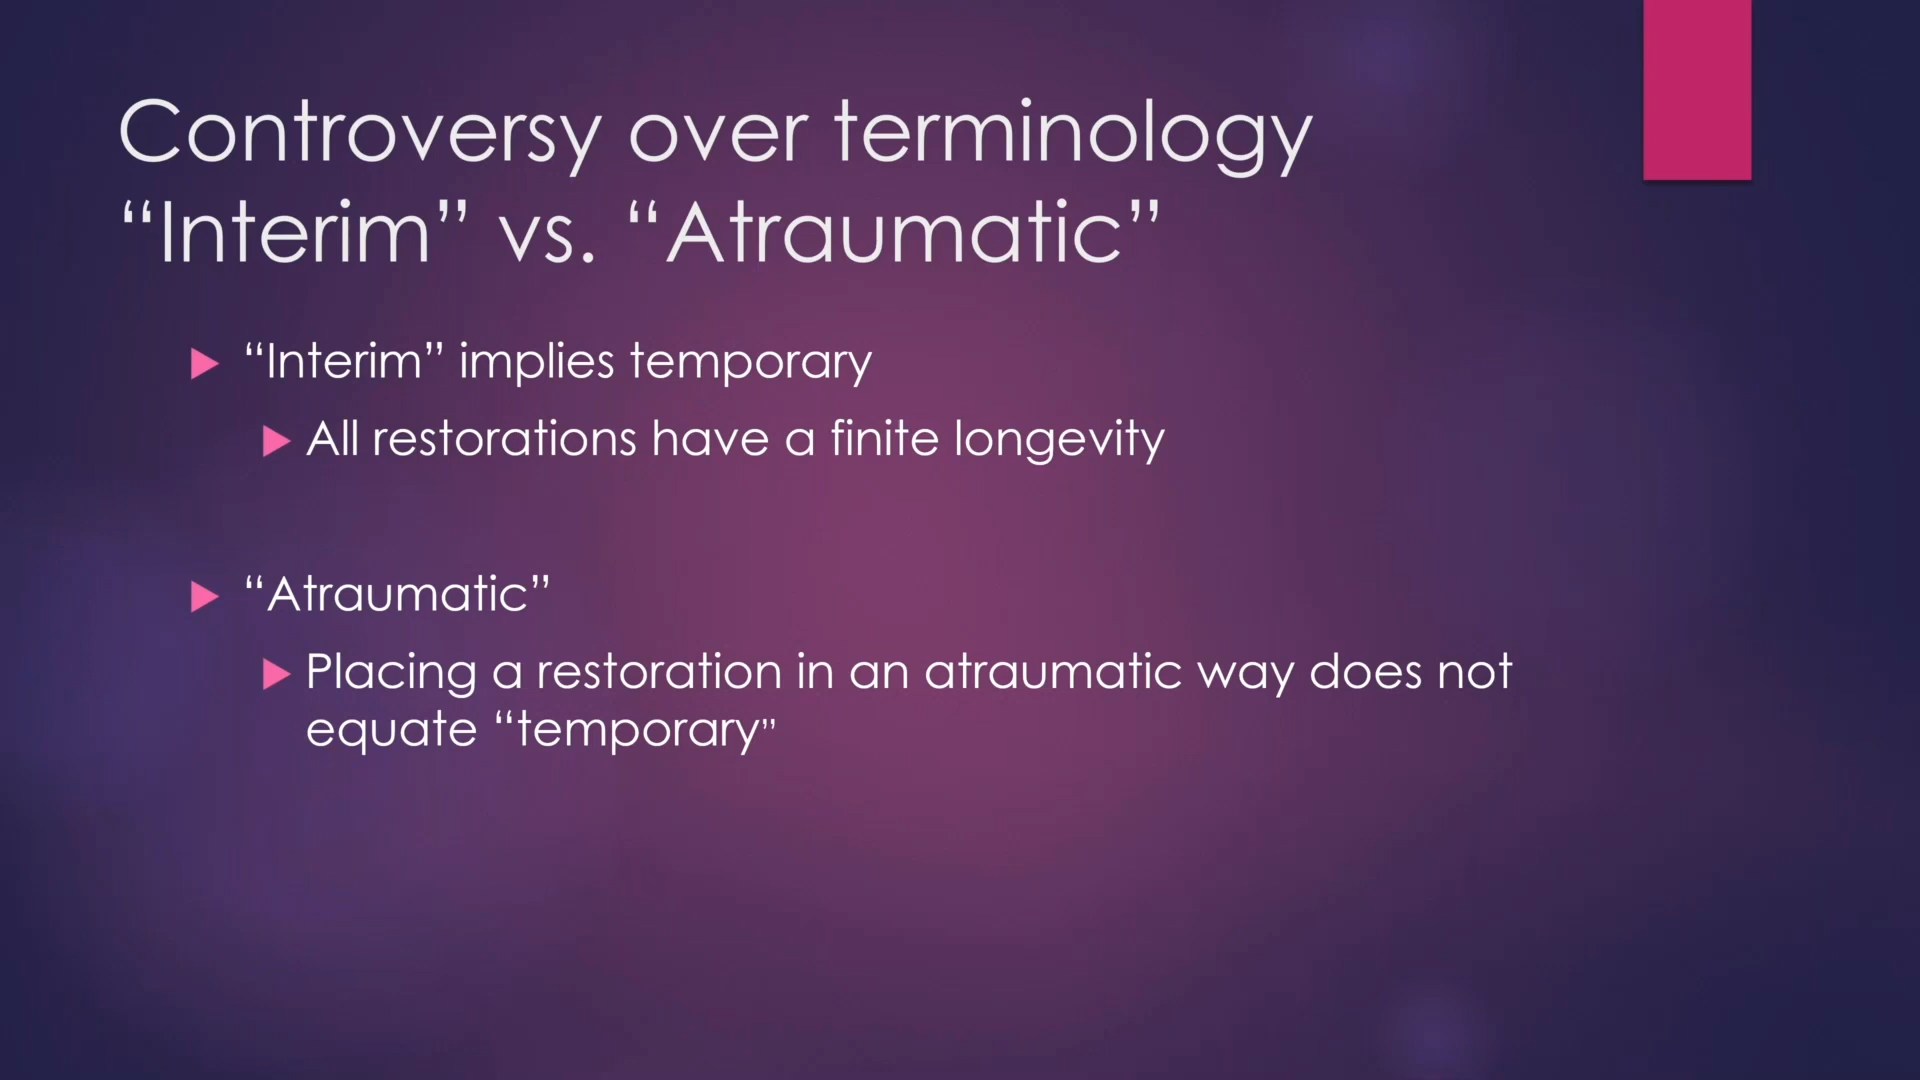 Controversy over terminology
“Interim” vs. “Atraumatic”
“Interim” implies temporary
All restorations have a finite longevity
“Atraumatic”
Placing a restoration in an atraumatic way does not
equate “temporary”